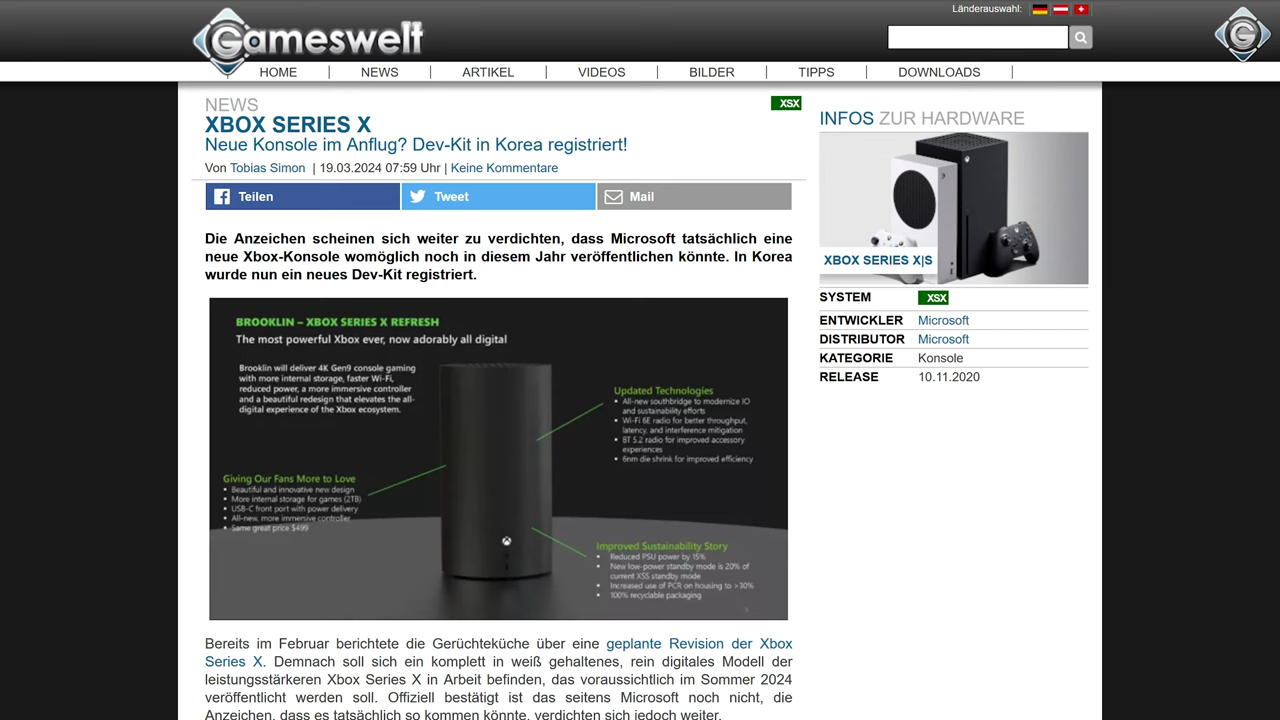 Länderauswahl:
Gameswelt
G
HOME
NEWS
ARTIKEL
VIDEOS
BILDER
TIPPS
DOWNLOADS
NEWS
XSX
XBOX SERIES X
Neue Konsole im Anflug? Dev-Kit in Korea registriert!
Von Tobias Simon | 19.03.2024 07:59 Uhr | Keine Kommentare
Teilen
Tweet
Mail
Die Anzeichen scheinen sich weiter zu verdichten, dass Microsoft tatsächlich eine
neue Xbox-Konsole womöglich noch in diesem Jahr veröffentlichen könnte. In Korea
wurde nun ein neues Dev-Kit registriert.
BROOKLIN – XBOX SERIES X REFRESH
The most powerful Xbox ever, now adorably all digital
Brooklin will deliver 4K Gen9 console gaming
with more internal storage, faster Wi-Fi,
reduced power, a more immersive controller
and a beautiful redesign that elevates the all-
digital experience of the Xbox ecosystem.
Updated Technologies
All-new southbridge to modernize IO
and sustainability efforts
Wi-Fi 6E radio for better throughput,
latency, and interference mitigation
BT 5.2 radio for improved accessory
experiences
6nm die shrink for improved efficiency
Giving Our Fans More to Love
Beautiful and innovative new design
More internal storage for games (2TB)
USB-C front port with power delivery
All-new, more immersive controller
Same great price $499
Improved Sustainability Story
Reduced PSU power by 15%
New low-power standby mode is 20% of
current XSS standby mode
Increased use of PCR on housing to >30%
100% recyclable packaging
Bereits im Februar berichtete die Gerüchteküche über eine geplante Revision der Xbox
Series X. Demnach soll sich ein komplett in weiß gehaltenes, rein digitales Modell der
leistungsstärkeren Xbox Series X in Arbeit befinden, das voraussichtlich im Sommer 2024
veröffentlicht werden soll. Offiziell bestätigt ist das seitens Microsoft noch nicht, die
Anzeichen, dass es tatsächlich so kommen könnte, verdichten sich jedoch weiter.
INFOS ZUR HARDWARE
XBOX SERIES X|S
SYSTEM XSX
ENTWICKLER Microsoft
DISTRIBUTOR Microsoft
KATEGORIE Konsole
RELEASE 10.11.2020